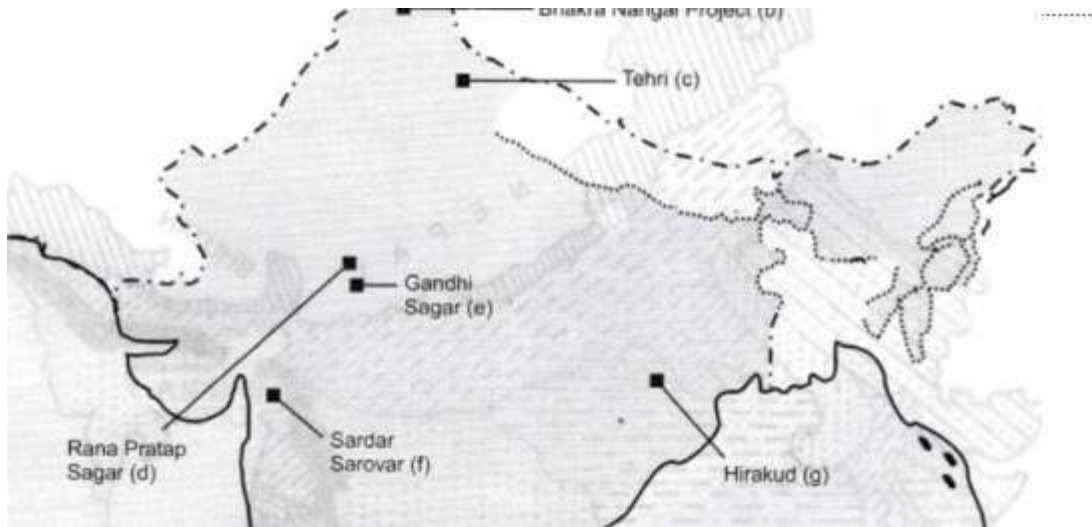 Bhakra Nangal Project (b)
Tehri (c)
Gandhi
Sagar (e)
Rana Pratap
Sagar (d)
Sardar
Sarovar (f)
Hirakud (g)